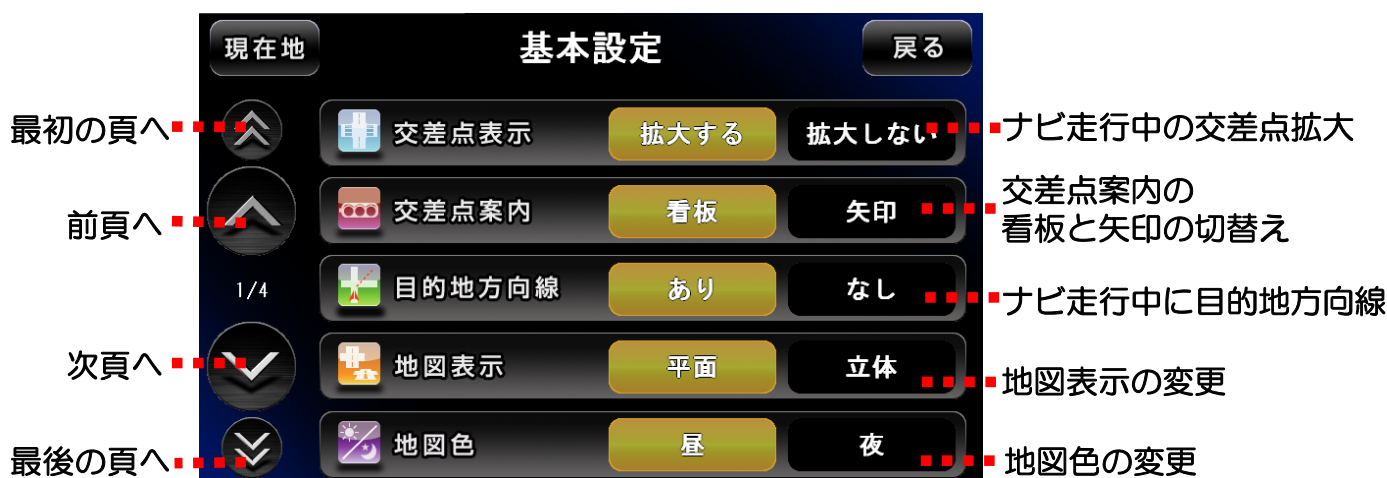 現在地
基本設定
戻る
最初の頁へ
交差点表示
拡大する
拡大しない
ナビ走行中の交差点拡大
前頁へ
交差点案内
看板
矢印
交差点案内の
看板と矢印の切替え
1/4
目的地方向線
あり
なし
ナビ走行中に目的地方向線
次頁へ
地図表示
平面
立体
地図表示の変更
最後の頁へ
地図色
昼
夜
地図色の変更